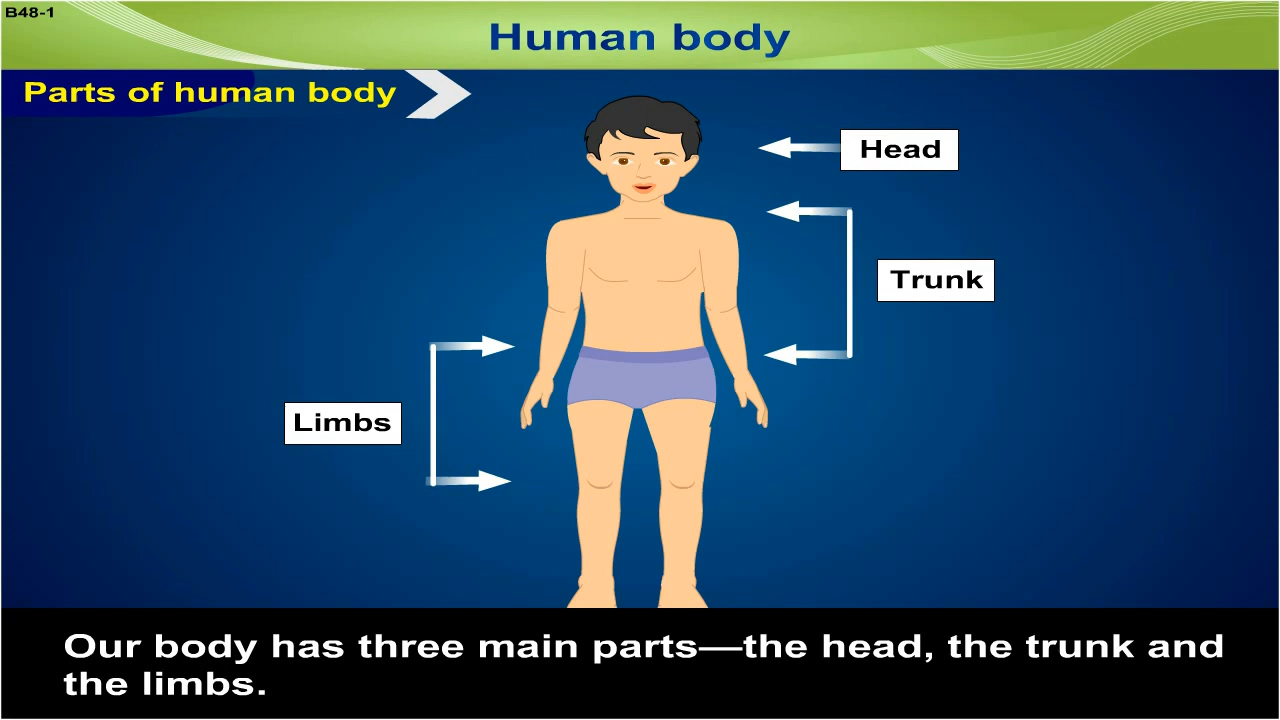 B48-1
Human body
Parts of human body
Head
Trunk
Limbs
Our body has three main parts—the head, the trunk and
the limbs.